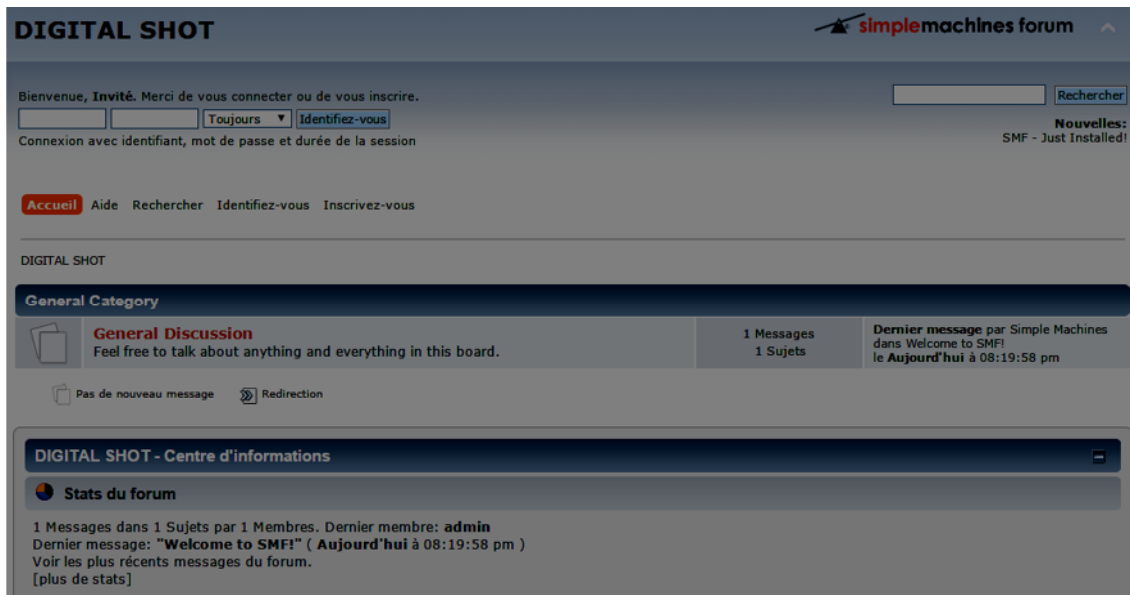 DIGITAL SHOT
simplemachines forum
Bienvenue, Invité. Merci de vous connecter ou de vous inscrire.
Toujours Identifiez-vous
Connexion avec identifiant, mot de passe et durée de la session
Rechercher
Nouvelles:
SMF - Just Installed!
Accueil Aide Rechercher Identifiez-vous Inscrivez-vous
DIGITAL SHOT
General Category
General Discussion
Feel free to talk about anything and everything in this board.
1 Messages
1 Sujets
Dernier message par Simple Machines
dans Welcome to SMF!
le Aujourd'hui à 08:19:58 pm
Pas de nouveau message Redirection
DIGITAL SHOT - Centre d'informations
Stats du forum
1 Messages dans 1 Sujets par 1 Membres. Dernier membre: admin
Dernier message: "Welcome to SMF!" ( Aujourd'hui à 08:19:58 pm )
Voir les plus récents messages du forum.
[plus de stats]